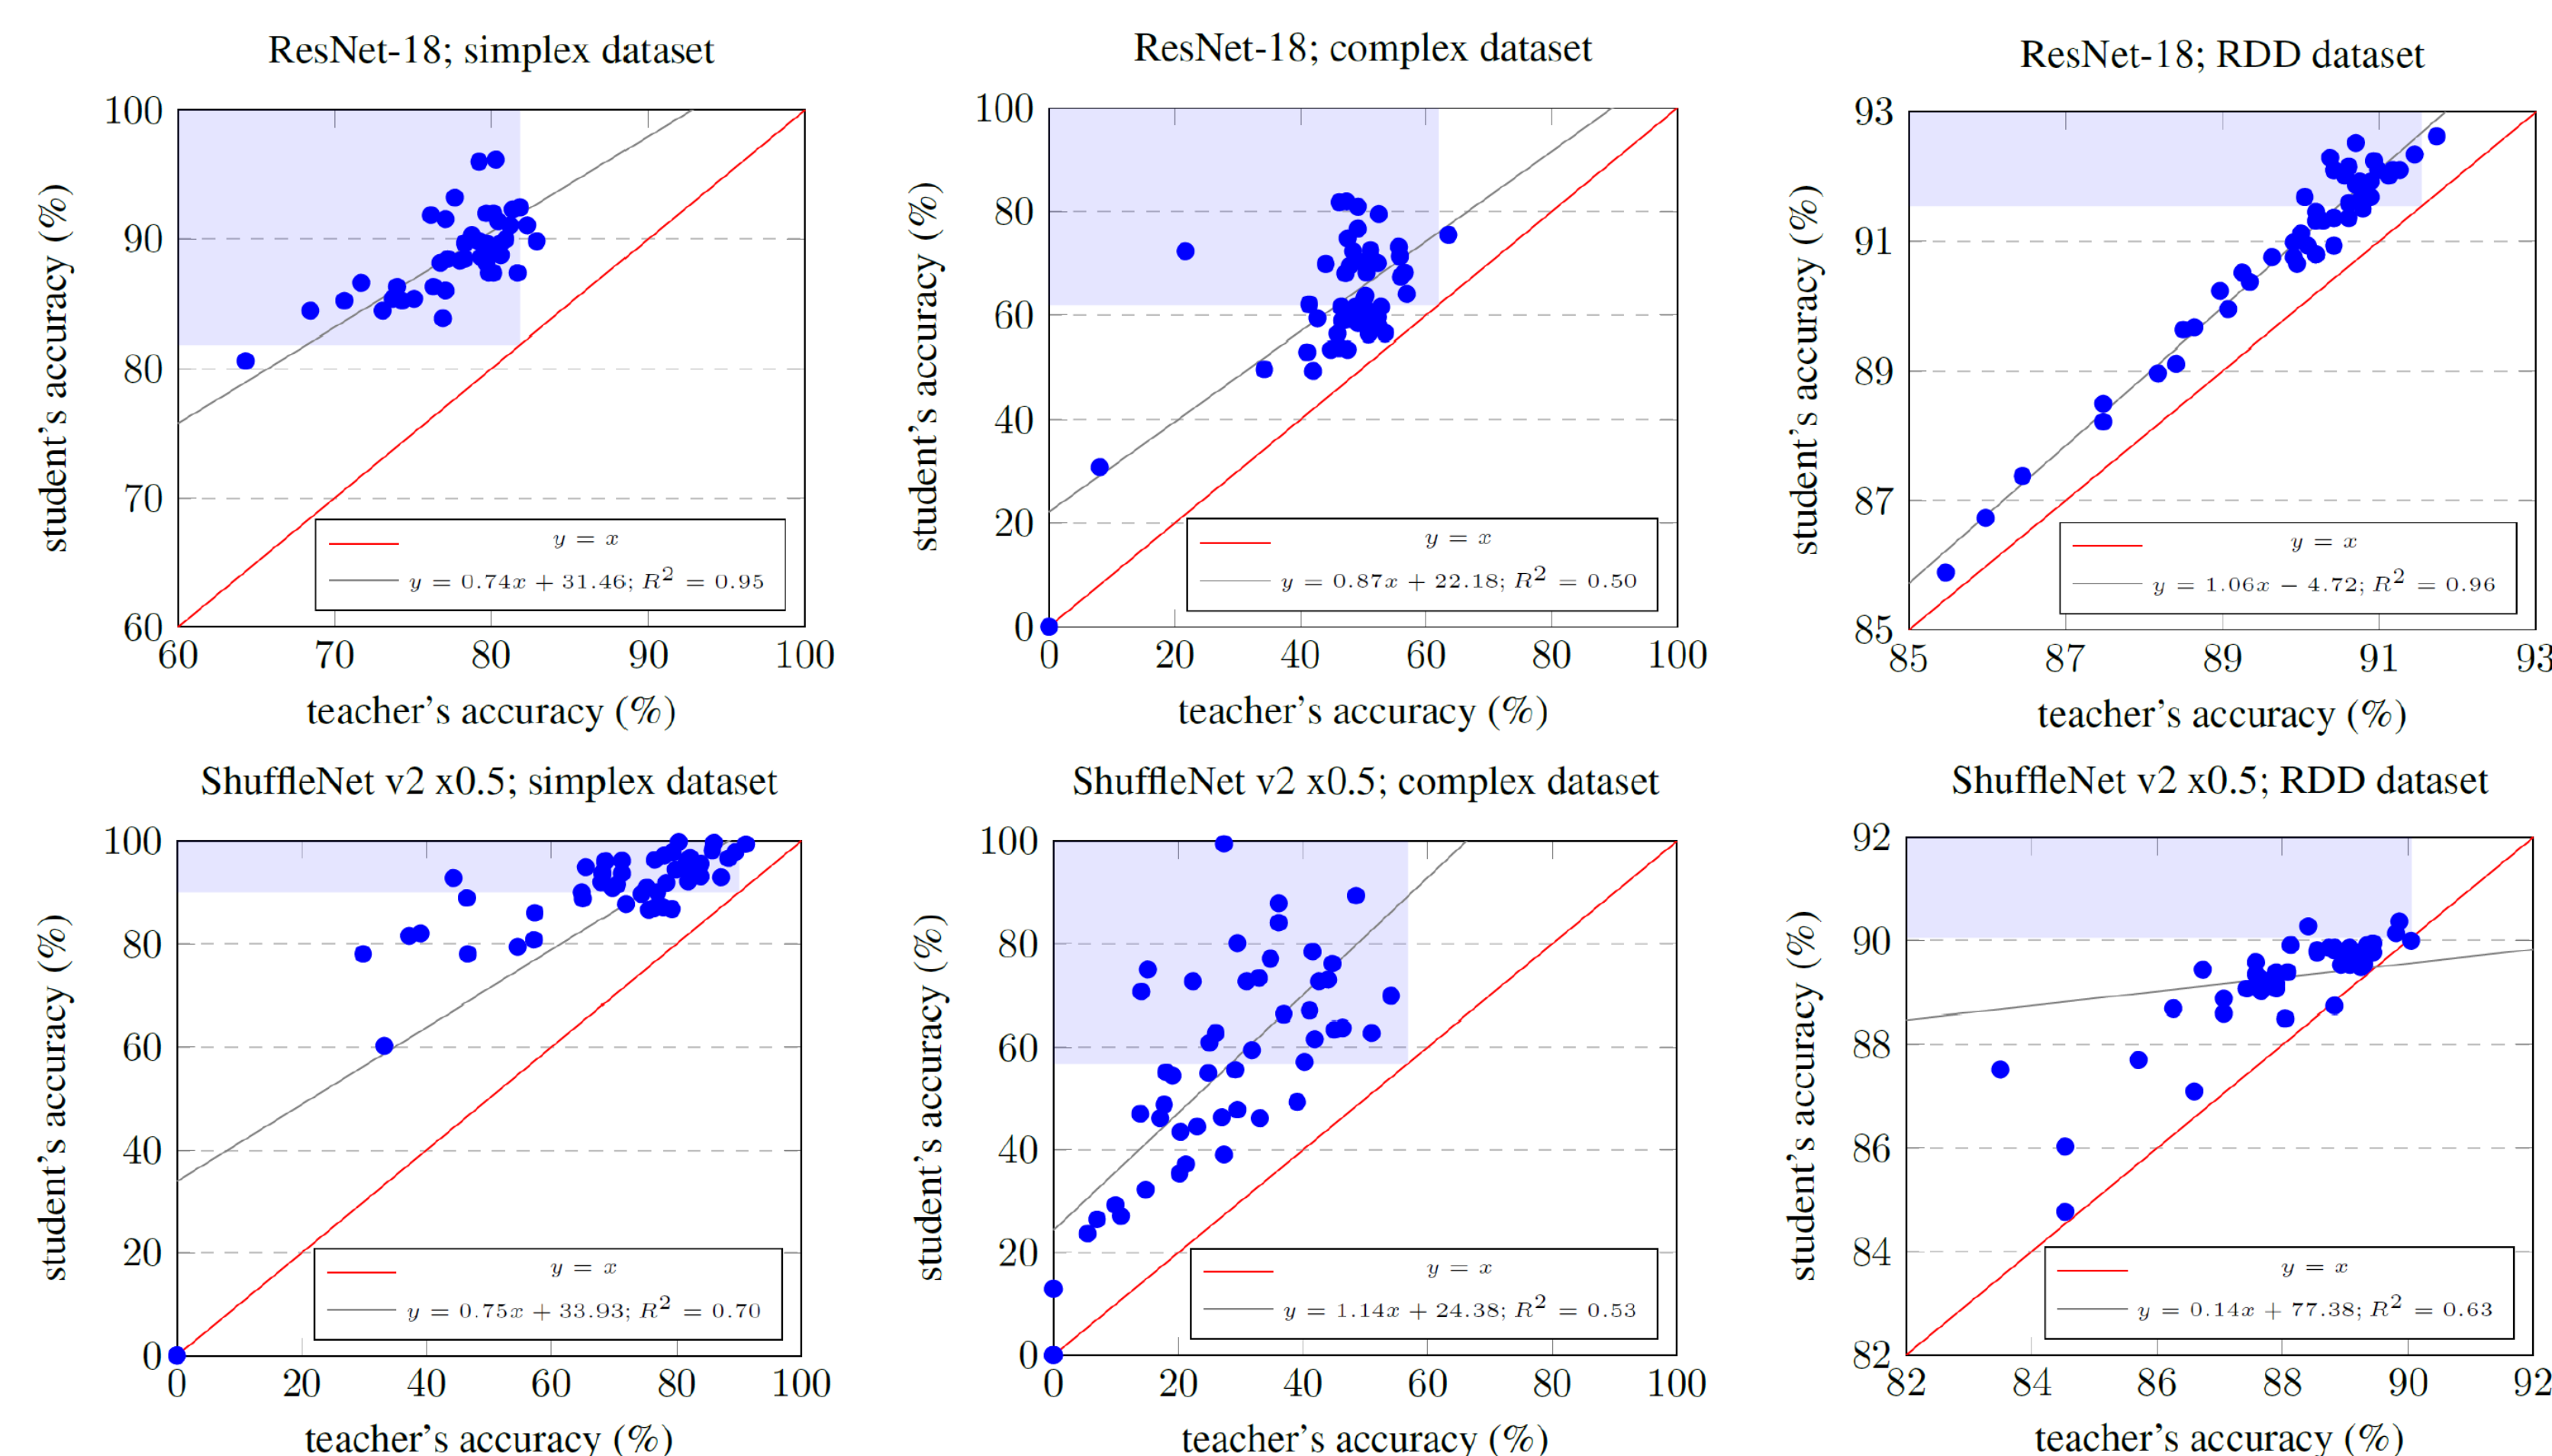 ResNet-18; simplex dataset
100
90
80
70
60
60 70 80 90 100
student's accuracy (%)
teacher's accuracy (%)
y = x
y = 0.74x + 31.46; R² = 0.95
ResNet-18; complex dataset
100
80
60
40
20
0
0 20 40 60 80 100
student's accuracy (%)
teacher's accuracy (%)
y = x
y = 0.87x + 22.18; R² = 0.50
ResNet-18; RDD dataset
93
91
89
87
85
85 87 89 91 93
student's accuracy (%)
teacher's accuracy (%)
y = x
y = 1.06x − 4.72; R² = 0.96
ShuffleNet v2 x0.5; simplex dataset
100
80
60
40
20
0
0 20 40 60 80 100
student's accuracy (%)
teacher's accuracy (%)
y = x
y = 0.75x + 33.93; R² = 0.70
ShuffleNet v2 x0.5; complex dataset
100
80
60
40
20
0
0 20 40 60 80 100
student's accuracy (%)
teacher's accuracy (%)
y = x
y = 1.14x + 24.38; R² = 0.53
ShuffleNet v2 x0.5; RDD dataset
92
90
88
86
84
82
82 84 86 88 90 92
student's accuracy (%)
teacher's accuracy (%)
y = x
y = 0.14x + 77.38; R² = 0.63